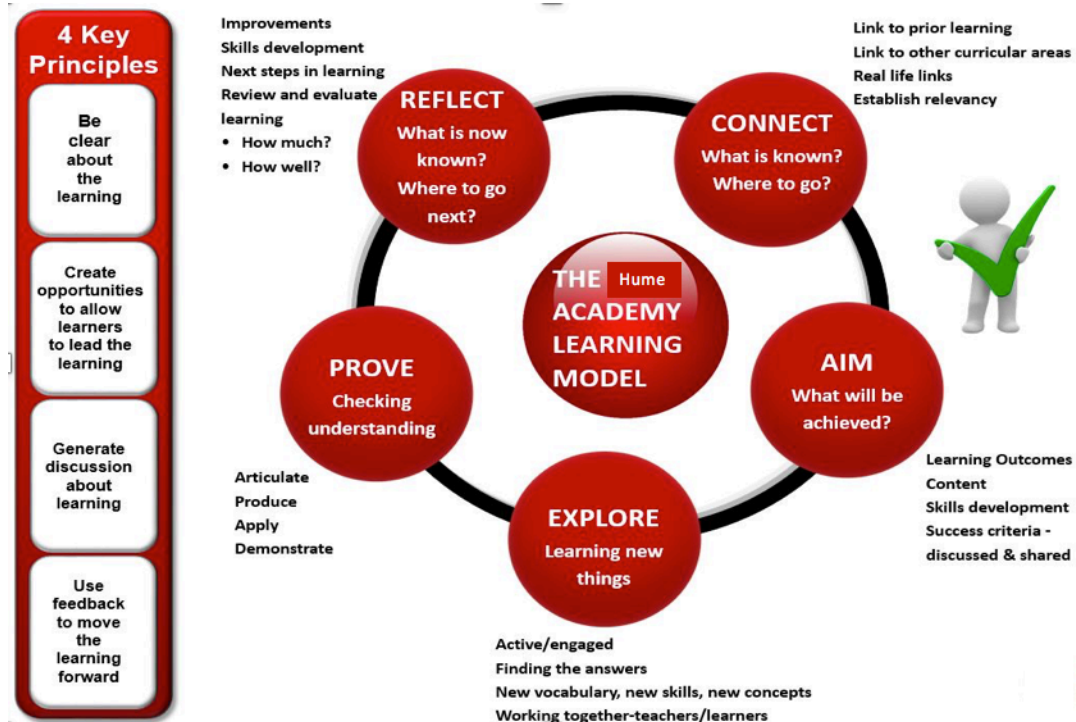 4 Key
Principles
Be
clear
about
the
learning
Create
opportunities
to allow
learners
to lead the
learning
Generate
discussion
about
learning
Use
feedback
to move
the
learning
forward
Improvements
Skills development
Next steps in learning
Review and evaluate
learning
• How much?
• How well?
REFLECT
What is now
known?
Where to go
next?
CONNECT
What is known?
Where to go?
Link to prior learning
Link to other curricular areas
Real life links
Establish relevancy
THE Hume
ACADEMY
LEARNING
MODEL
AIM
What will be
achieved?
Learning Outcomes
Content
Skills development
Success criteria -
discussed & shared
EXPLORE
Learning new
things
Active/engaged
Finding the answers
New vocabulary, new skills, new concepts
Working together-teachers/learners
PROVE
Checking
understanding
Articulate
Produce
Apply
Demonstrate